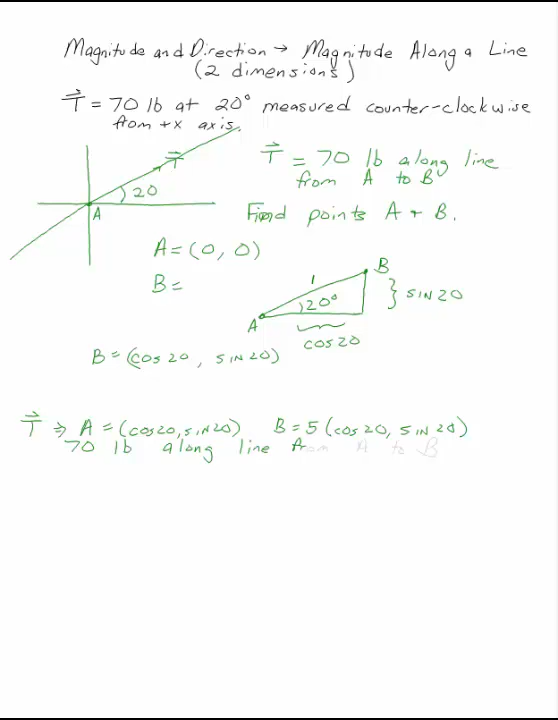 Magnitude and Direction → Magnitude Along a Line
(2 dimensions)
T = 70 lb at 20° measured counter-clockwise
from +x axis.
T
20
A
T = 70 lb along line
from A to B
Find points A + B.
A = (0, 0)
B =
B
1
20°
} sin 20
A
cos 20
B = (cos 20, sin 20)
T ⇒ A = (cos 20, sin 20) B = 5 (cos 20, sin 20)
70 lb along line from A to B